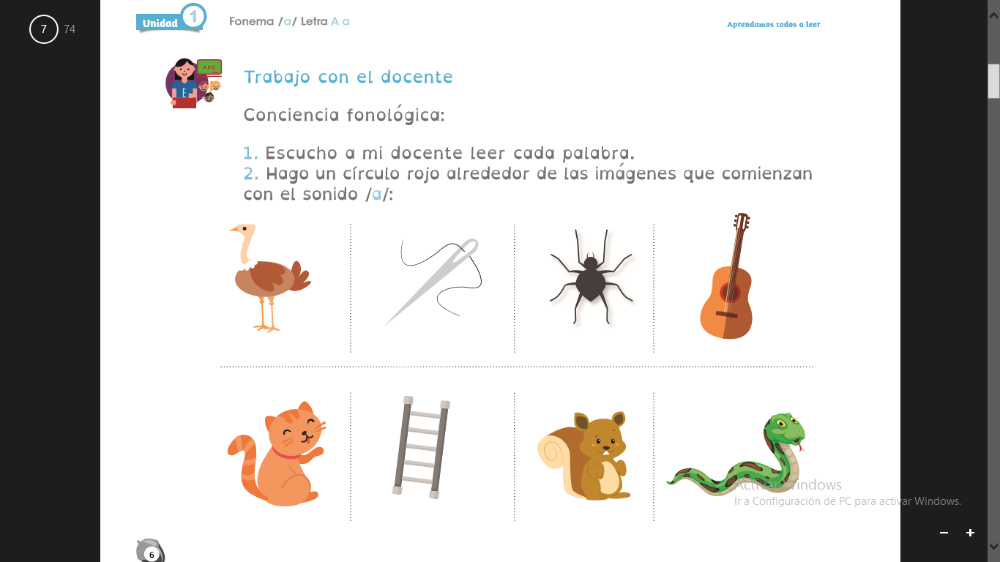 7 74
Unidad 1
Fonema /a/ Letra A a
Aprendamos todos a leer
ABC
Trabajo con el docente
Conciencia fonológica:
1. Escucho a mi docente leer cada palabra.
2. Hago un círculo rojo alrededor de las imágenes que comienzan
con el sonido /a/:
Activar Windows
Ir a Configuración de PC para activar Windows.
6